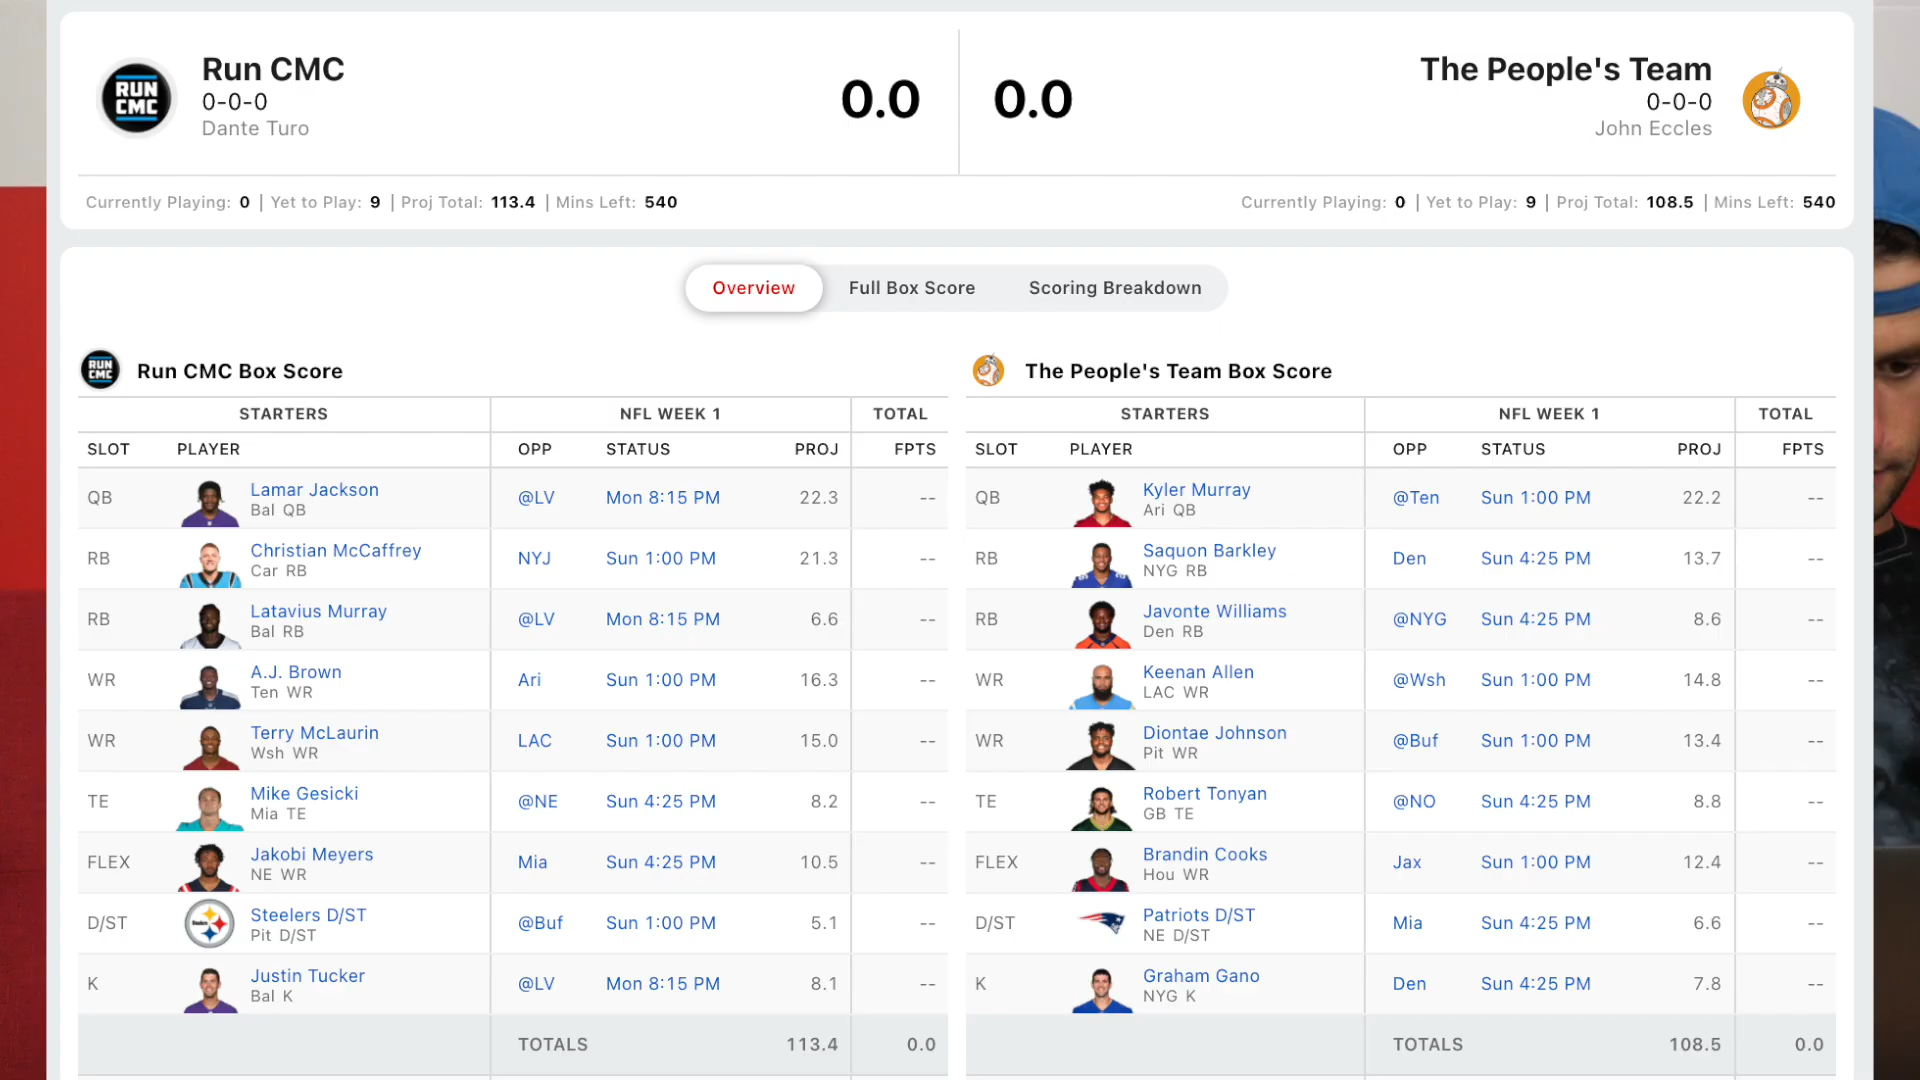 RUN CMC
Run CMC
0-0-0
Dante Turo
0.0
0.0
The People's Team
0-0-0
John Eccles
Currently Playing: 0 | Yet to Play: 9 | Proj Total: 113.4 | Mins Left: 540
Currently Playing: 0 | Yet to Play: 9 | Proj Total: 108.5 | Mins Left: 540
Overview Full Box Score Scoring Breakdown
RUN CMC
Run CMC Box Score
STARTERS NFL WEEK 1 TOTAL
SLOT PLAYER OPP STATUS PROJ FPTS
QB Lamar Jackson Bal QB @LV Mon 8:15 PM 22.3 --
RB Christian McCaffrey Car RB NYJ Sun 1:00 PM 21.3 --
RB Latavius Murray Bal RB @LV Mon 8:15 PM 6.6 --
WR A.J. Brown Ten WR Ari Sun 1:00 PM 16.3 --
WR Terry McLaurin Wsh WR LAC Sun 1:00 PM 15.0 --
TE Mike Gesicki Mia TE @NE Sun 4:25 PM 8.2 --
FLEX Jakobi Meyers NE WR Mia Sun 4:25 PM 10.5 --
D/ST Steelers D/ST Pit D/ST @Buf Sun 1:00 PM 5.1 --
K Justin Tucker Bal K @LV Mon 8:15 PM 8.1 --
TOTALS 113.4 0.0
The People's Team Box Score
STARTERS NFL WEEK 1 TOTAL
SLOT PLAYER OPP STATUS PROJ FPTS
QB Kyler Murray Ari QB @Ten Sun 1:00 PM 22.2 --
RB Saquon Barkley NYG RB Den Sun 4:25 PM 13.7 --
RB Javonte Williams Den RB @NYG Sun 4:25 PM 8.6 --
WR Keenan Allen LAC WR @Wsh Sun 1:00 PM 14.8 --
WR Diontae Johnson Pit WR @Buf Sun 1:00 PM 13.4 --
TE Robert Tonyan GB TE @NO Sun 4:25 PM 8.8 --
FLEX Brandin Cooks Hou WR Jax Sun 1:00 PM 12.4 --
D/ST Patriots D/ST NE D/ST Mia Sun 4:25 PM 6.6 --
K Graham Gano NYG K Den Sun 4:25 PM 7.8 --
TOTALS 108.5 0.0